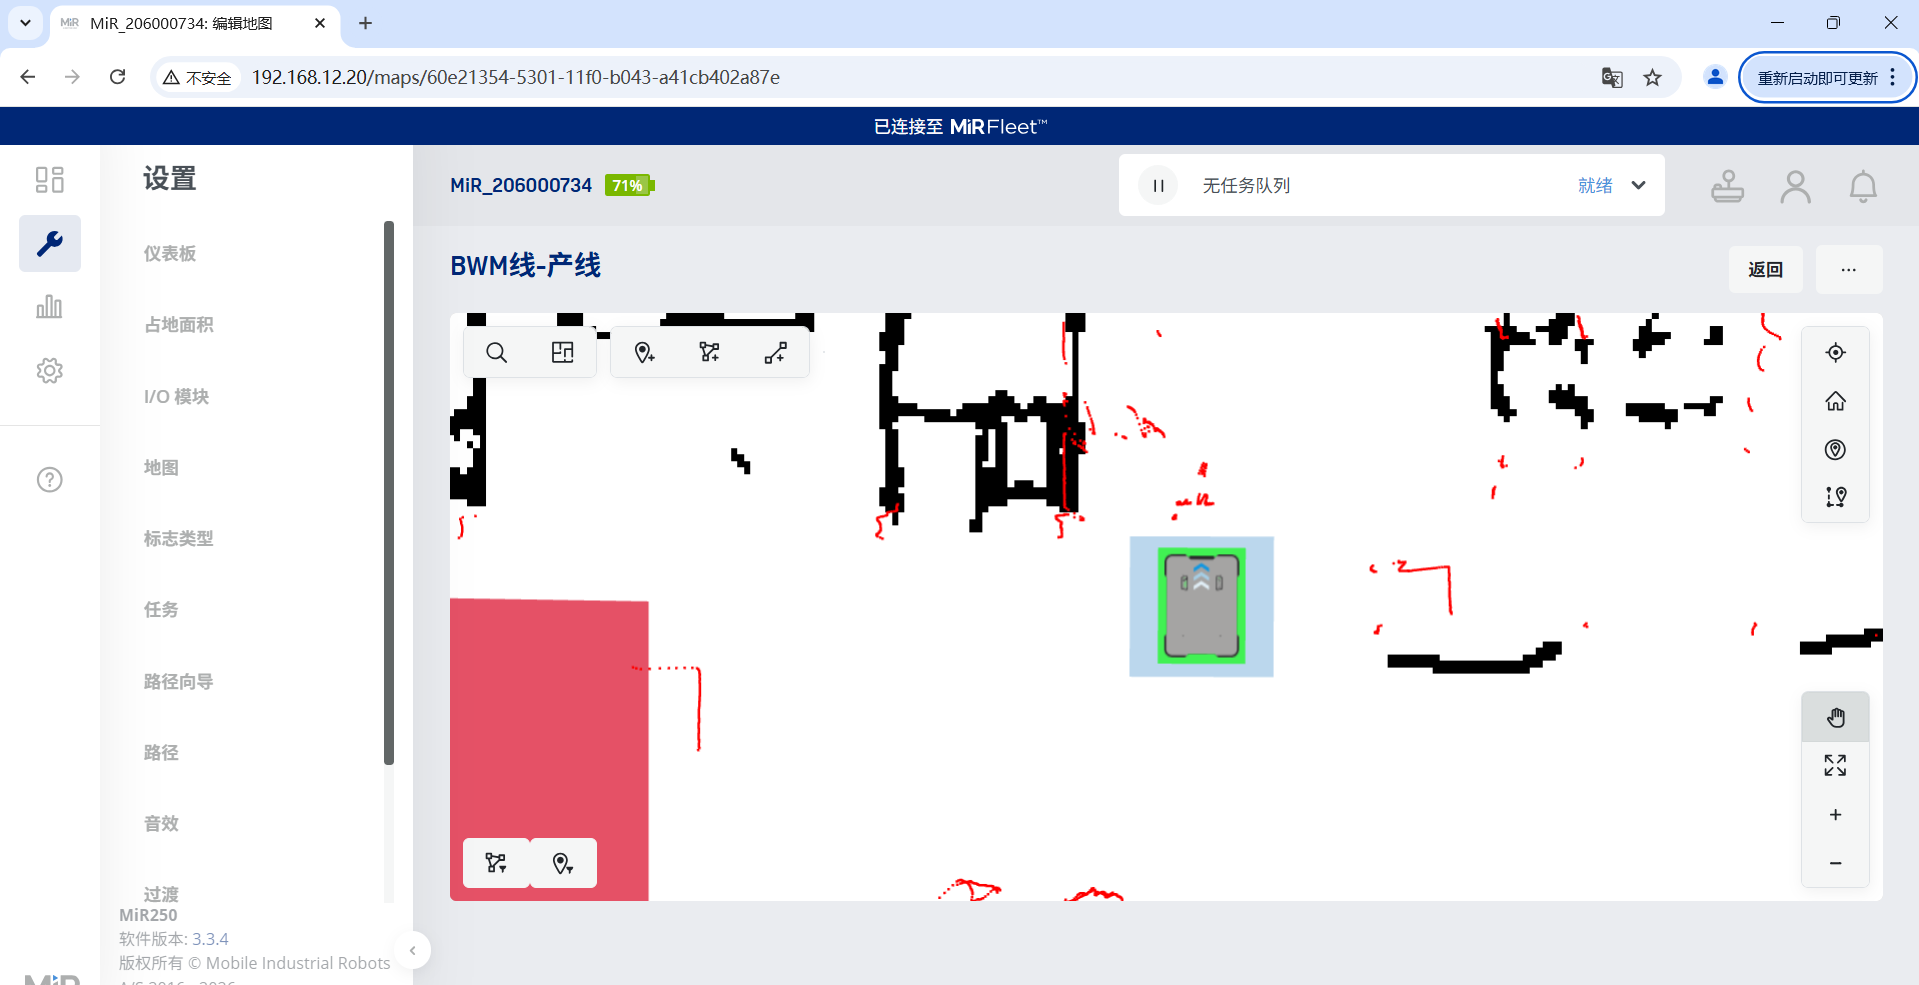 MiR_206000734: 编辑地图
不安全
192.168.12.20/maps/60e21354-5301-11f0-b043-a41cb402a87e
重新启动即可更新
已连接至 MiR Fleet™
设置
MiR_206000734
71%
无任务队列
就绪
仪表板
BWM线-产线
返回
...
占地面积
I/O 模块
地图
标志类型
任务
路径向导
路径
音效
过渡
MiR250
软件版本: 3.3.4
版权所有 © Mobile Industrial Robots